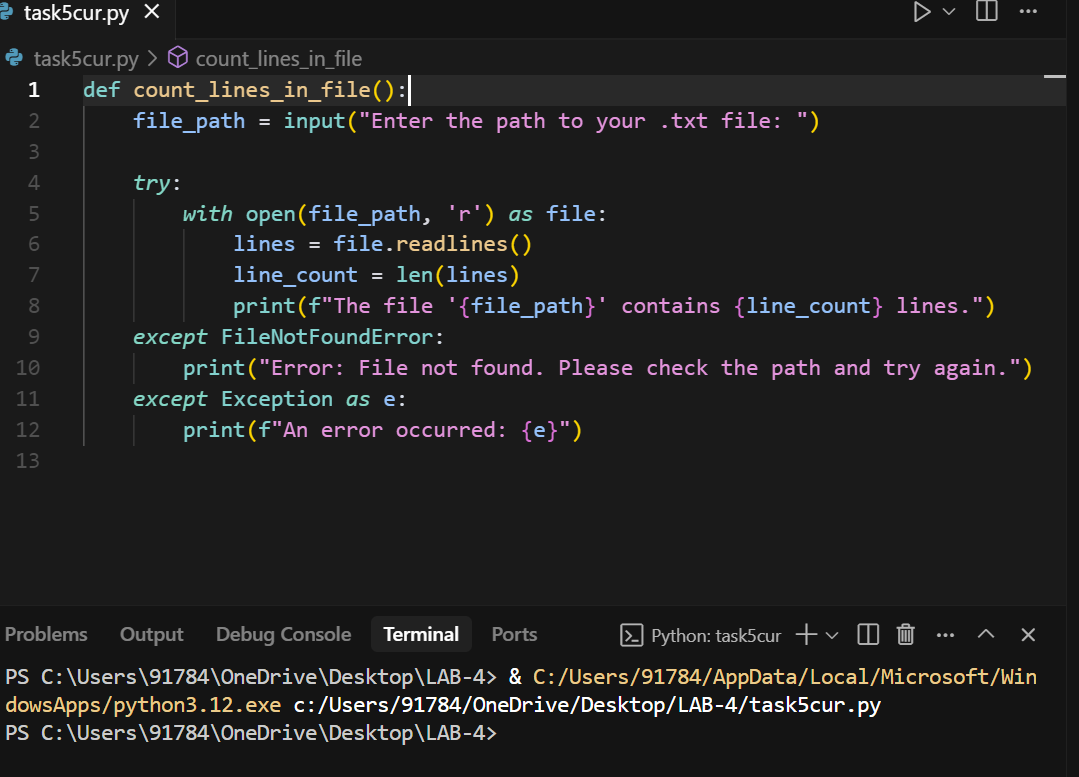 task5cur.py
task5cur.py > count_lines_in_file
1 def count_lines_in_file():
2     file_path = input("Enter the path to your .txt file: ")
3
4     try:
5         with open(file_path, 'r') as file:
6             lines = file.readlines()
7             line_count = len(lines)
8             print(f"The file '{file_path}' contains {line_count} lines.")
9     except FileNotFoundError:
10         print("Error: File not found. Please check the path and try again.")
11     except Exception as e:
12         print(f"An error occurred: {e}")
13
Problems Output Debug Console Terminal Ports Python: task5cur
PS C:\Users\91784\OneDrive\Desktop\LAB-4> & C:/Users/91784/AppData/Local/Microsoft/Win
dowsApps/python3.12.exe c:/Users/91784/OneDrive/Desktop/LAB-4/task5cur.py
PS C:\Users\91784\OneDrive\Desktop\LAB-4>